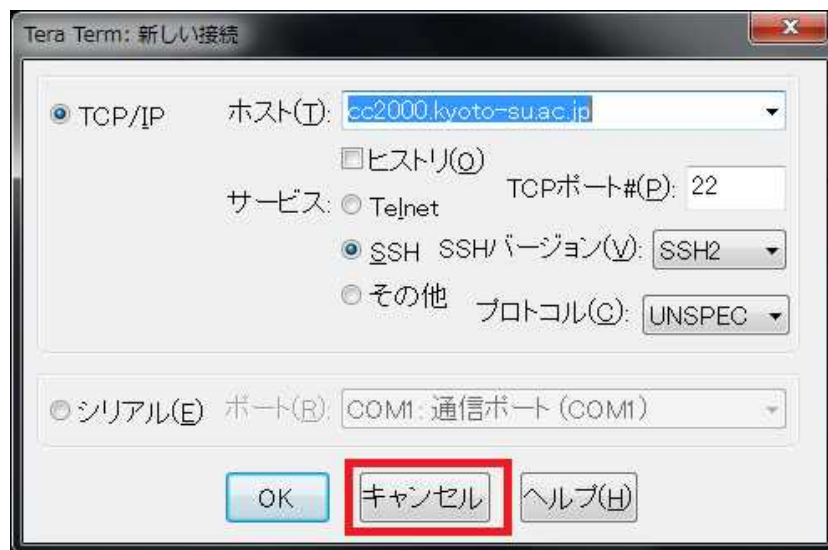 Tera Term: 新しい接続
TCP/IP ホスト(T): cc2000.kyoto-su.ac.jp
ヒストリ(O)
サービス: Telnet TCPポート#(P): 22
SSH SSHバージョン(V): SSH2
その他 プロトコル(C): UNSPEC
シリアル(E) ポート(R): COM1: 通信ポート (COM1)
OK キャンセル ヘルプ(H)